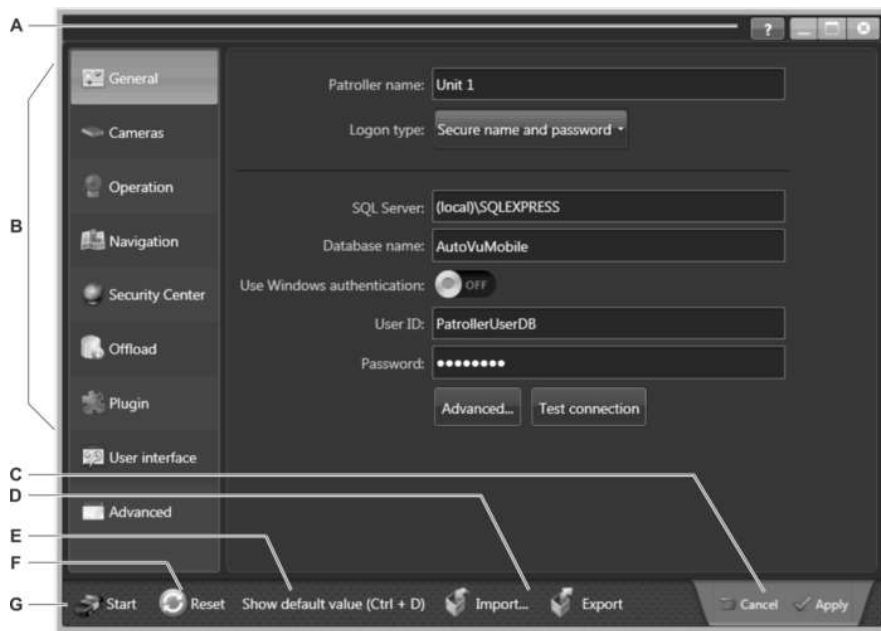 A
?
B
General
Cameras
Operation
Navigation
Security Center
Offload
Plugin
User interface
Advanced
Patroller name: Unit 1
Logon type: Secure name and password
SQL Server: (local)\SQLEXPRESS
Database name: AutoVuMobile
Use Windows authentication: OFF
User ID: PatrollerUserDB
Password: ••••••••
Advanced... Test connection
C
D
E
F
G
Start Reset Show default value (Ctrl + D) Import... Export Cancel Apply